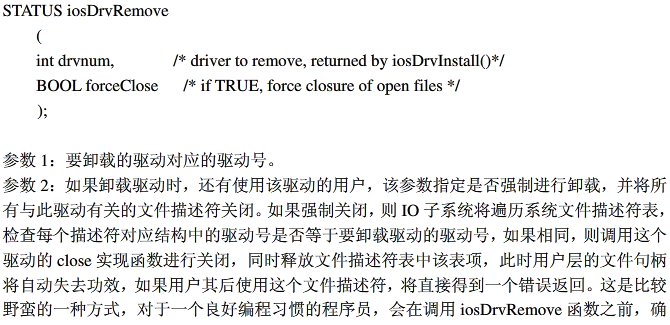 STATUS iosDrvRemove
(
int drvnum, /* driver to remove, returned by iosDrvInstall()*/
BOOL forceClose /* if TRUE, force closure of open files */
);
参数 1：要卸载的驱动对应的驱动号。
参数 2：如果卸载驱动时，还有使用该驱动的用户，该参数指定是否强制进行卸载，并将所
有与此驱动有关的文件描述符关闭。如果强制关闭，则 IO 子系统将遍历系统文件描述符表，
检查每个描述符对应结构中的驱动号是否等于要卸载驱动的驱动号，如果相同，则调用这个
驱动的 close 实现函数进行关闭，同时释放文件描述符表中该表项，此时用户层的文件句柄
将自动失去功效，如果用户其后使用这个文件描述符，将直接得到一个错误返回。这是比较
野蛮的一种方式，对于一个良好编程习惯的程序员，会在调用 iosDrvRemove 函数之前，确